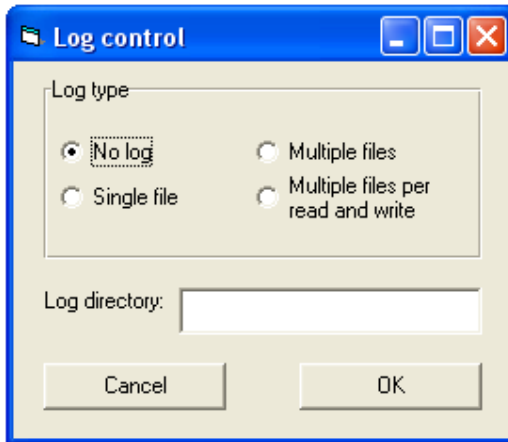 Log control
Log type
No log
Multiple files
Single file
Multiple files per
read and write
Log directory:
Cancel
OK